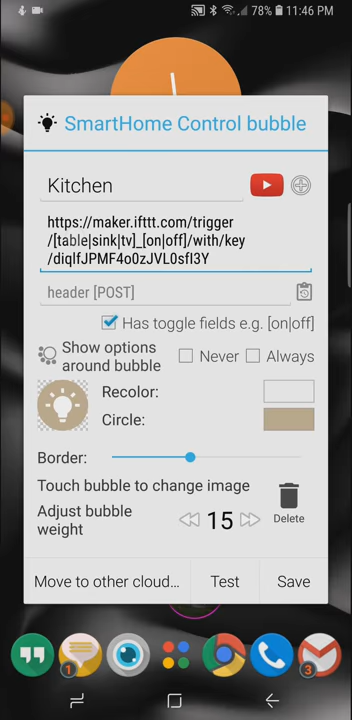 78% 11:46 PM
SmartHome Control bubble
Kitchen
https://maker.ifttt.com/trigger
/[table|sink|tv]_[on|off]/with/key
/diqlfJPMF4o0zJVL0sfI3Y
header [POST]
Has toggle fields e.g. [on|off]
Show options
around bubble
Never
Always
Recolor:
Circle:
Border:
Touch bubble to change image
Adjust bubble
weight
15
Delete
Move to other cloud...
Test
Save
1
3